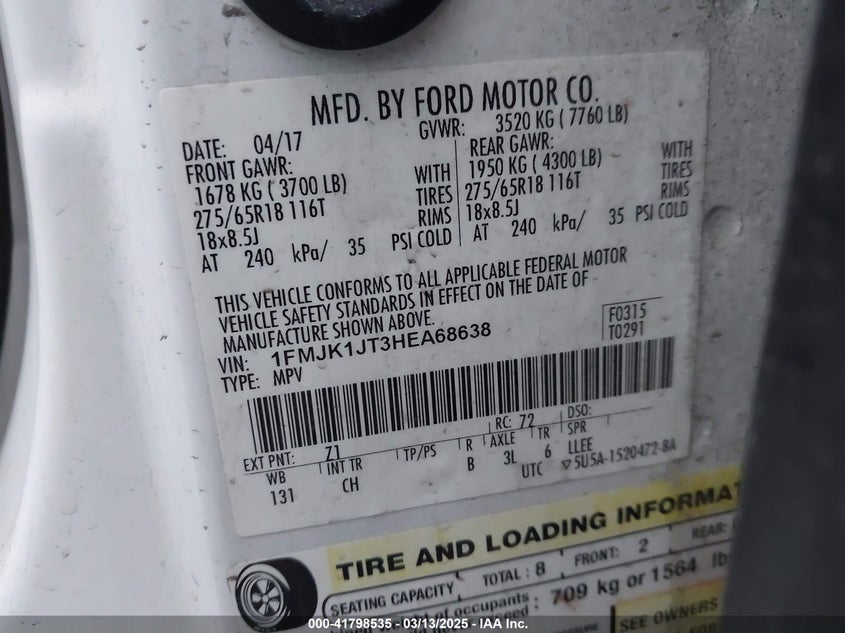 MFD. BY FORD MOTOR CO.
DATE: 04/17 GVWR: 3520 KG ( 7760 LB)
FRONT GAWR: REAR GAWR:
1678 KG ( 3700 LB) WITH 1950 KG ( 4300 LB) WITH
275/65R18 116T TIRES 275/65R18 116T TIRES
18x8.5J RIMS 18x8.5J RIMS
AT 240 kPa/ 35 PSI COLD AT 240 kPa/ 35 PSI COLD
THIS VEHICLE CONFORMS TO ALL APPLICABLE FEDERAL MOTOR
VEHICLE SAFETY STANDARDS IN EFFECT ON THE DATE OF
MANUFACTURE SHOWN ABOVE.
VIN: 1FMJK1JT3HEA68638 F0315
TYPE: MPV T0291
EXT PNT: Z1 RC: 72 DSO:
WB INT TR TP/PS R AXLE TR SPR
131 CH B 3L 6 LLEE
UTC ▽5U5A-1520472-BA
TIRE AND LOADING INFORMAT
SEATING CAPACITY TOTAL : 8 FRONT: 2 REAR:
of occupants : 709 kg or 1564 lb
SEE OWNERS
000-41798535 - 03/13/2025 - IAA Inc.